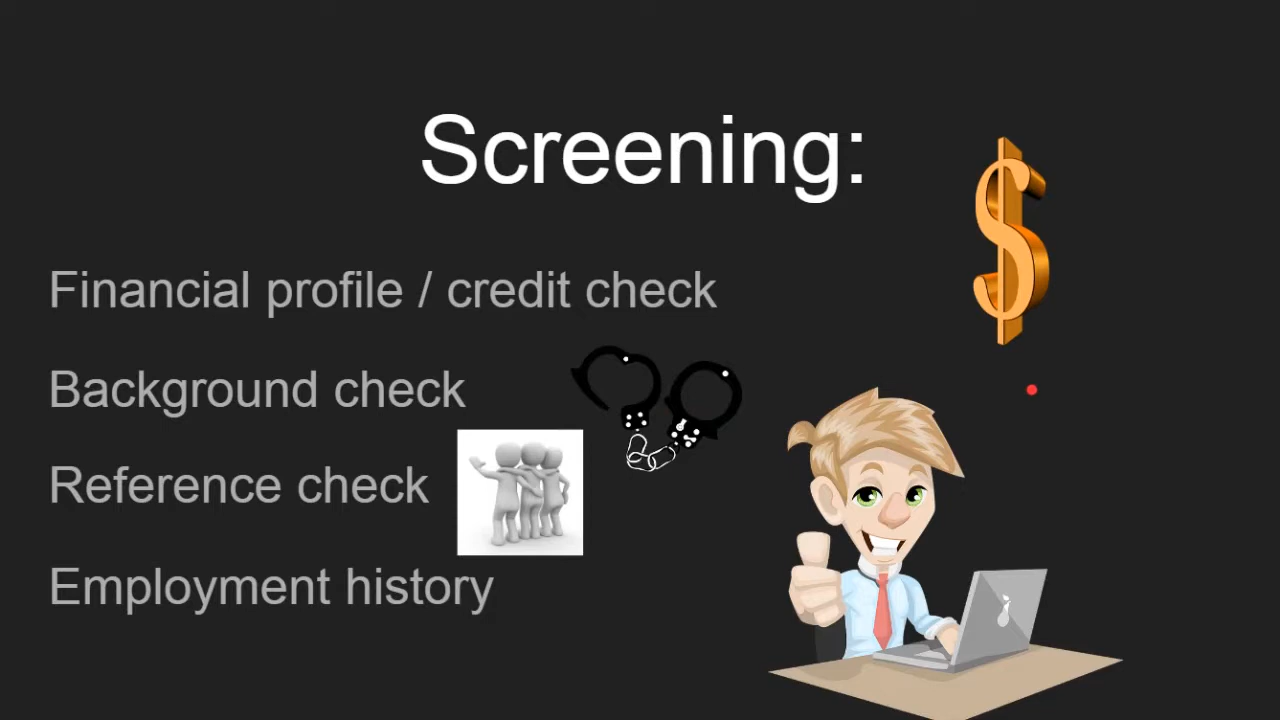 Screening:
Financial profile / credit check
Background check
Reference check
Employment history